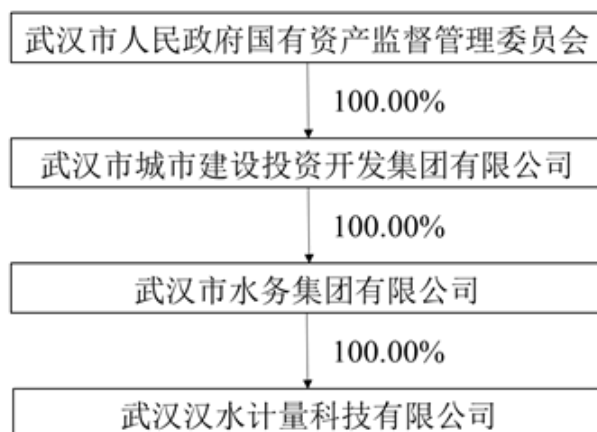 武汉市人民政府国有资产监督管理委员会
100.00%
武汉市城市建设投资开发集团有限公司
100.00%
武汉市水务集团有限公司
100.00%
武汉汉水计量科技有限公司